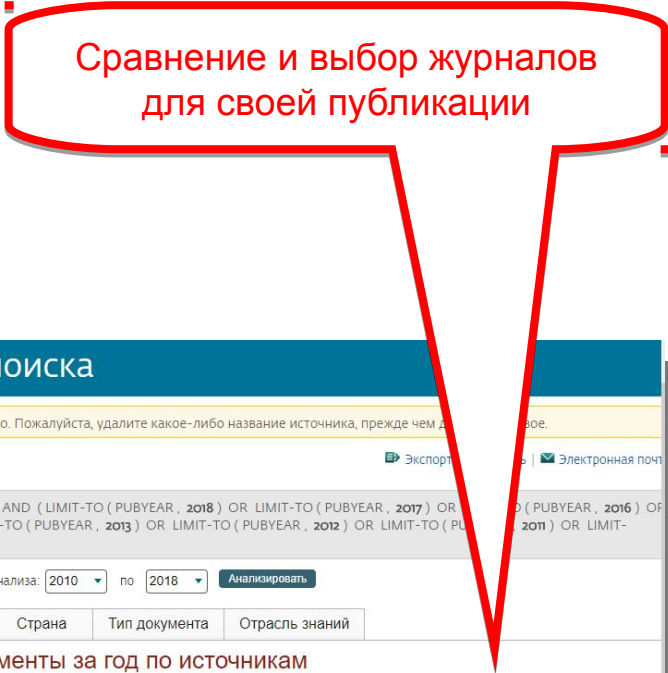 Сравнение и выбор журналов
для своей публикации
поиска
о. Пожалуйста, удалите какое-либо название источника, прежде чем д вое.
Экспорт ь | Электронная почт
AND ( LIMIT-TO ( PUBYEAR , 2018 ) OR LIMIT-TO ( PUBYEAR , 2017 ) OR O ( PUBYEAR , 2016 ) OR
-TO ( PUBYEAR , 2013 ) OR LIMIT-TO ( PUBYEAR , 2012 ) OR LIMIT-TO ( PU , 2011 ) OR LIMIT-
нализа: 2010 по 2018 Анализировать
Страна Тип документа Отрасль знаний
менты за год по источникам